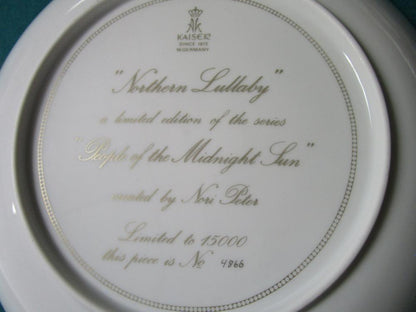 KAISER
SINCE 1872
W.GERMANY
"Northern Lullaby"
a limited edition of the series
"People of the Midnight Sun"
created by Nori Peter
Limited to 15000
this piece is No 4866